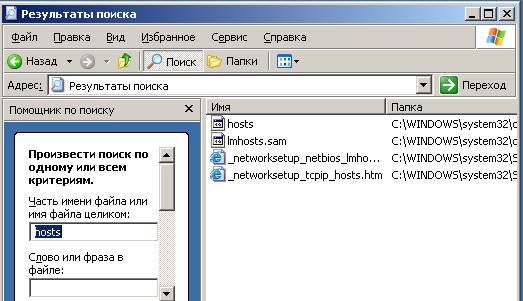 Результаты поиска
Файл Правка Вид Избранное Сервис Справка
Назад Поиск Папки
Адрес: Результаты поиска Переход
Помощник по поиску
Произвести поиск по
одному или всем
критериям.
Часть имени файла или
имя файла целиком:
hosts
Слово или фраза в
файле:
Имя Папка
hosts C:\WINDOWS\system32\d
lmhosts.sam C:\WINDOWS\system32\d
_networksetup_netbios_lmho... C:\WINDOWS\system32\S
_networksetup_tcpip_hosts.htm C:\WINDOWS\system32\S